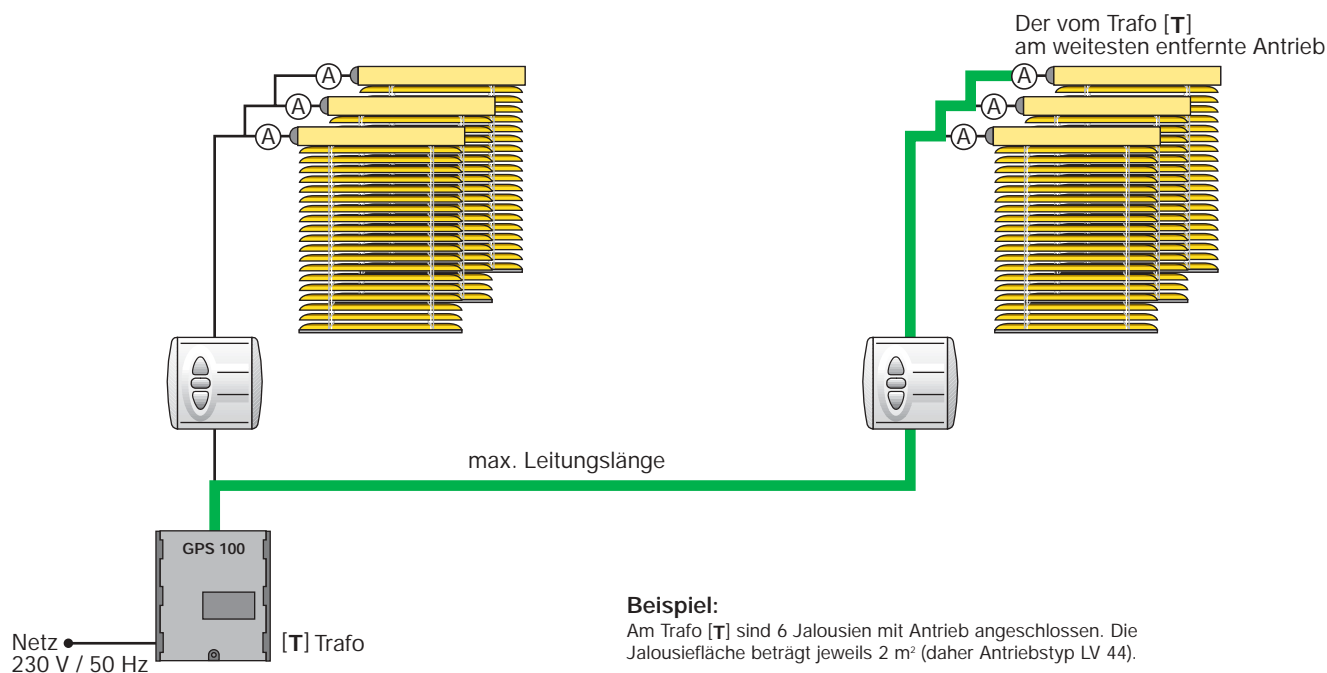 Der vom Trafo [T]
am weitesten entfernte Antrieb
A
A
A
A
A
A
max. Leitungslänge
GPS 100
[T] Trafo
Netz
230 V / 50 Hz
Beispiel:
Am Trafo [T] sind 6 Jalousien mit Antrieb angeschlossen. Die
Jalousiefläche beträgt jeweils 2 m² (daher Antriebstyp LV 44).